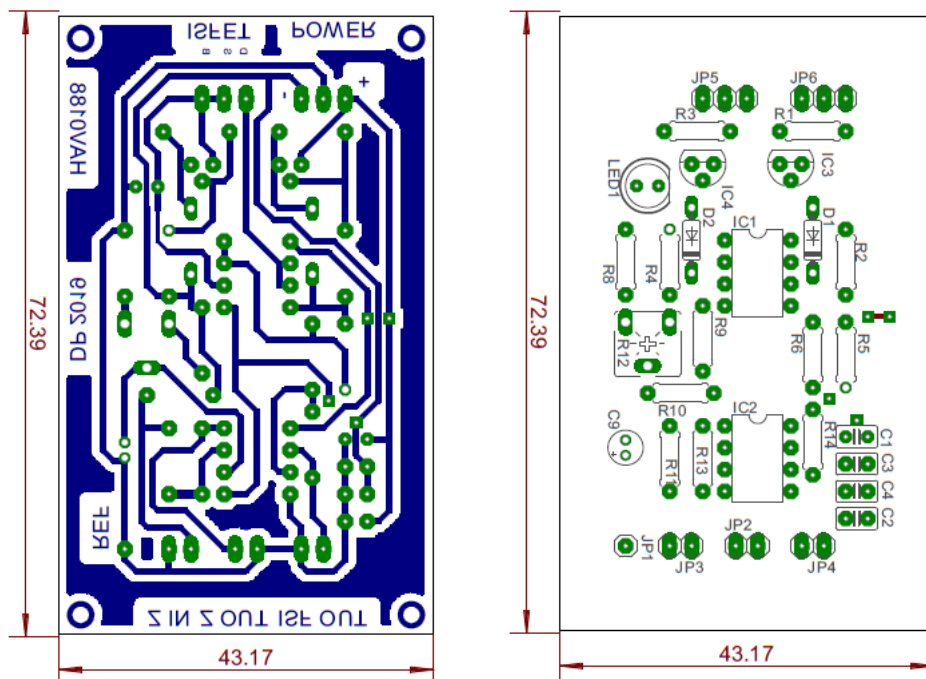 ISFET POWER
B S D
- +
HAV0188
DP 2016
REF
Z IN Z OUT ISF OUT
72.39
43.17
JP5 JP6
R3 R1
LED1 IC4 IC3
D2 IC1 D1
R8 R4 R2
R12 R9 R6 R5
R10
C9 R11 R13 IC2 R14
C1
C3
C4
C2
+
JP1 JP3 JP2 JP4
72.39
43.17